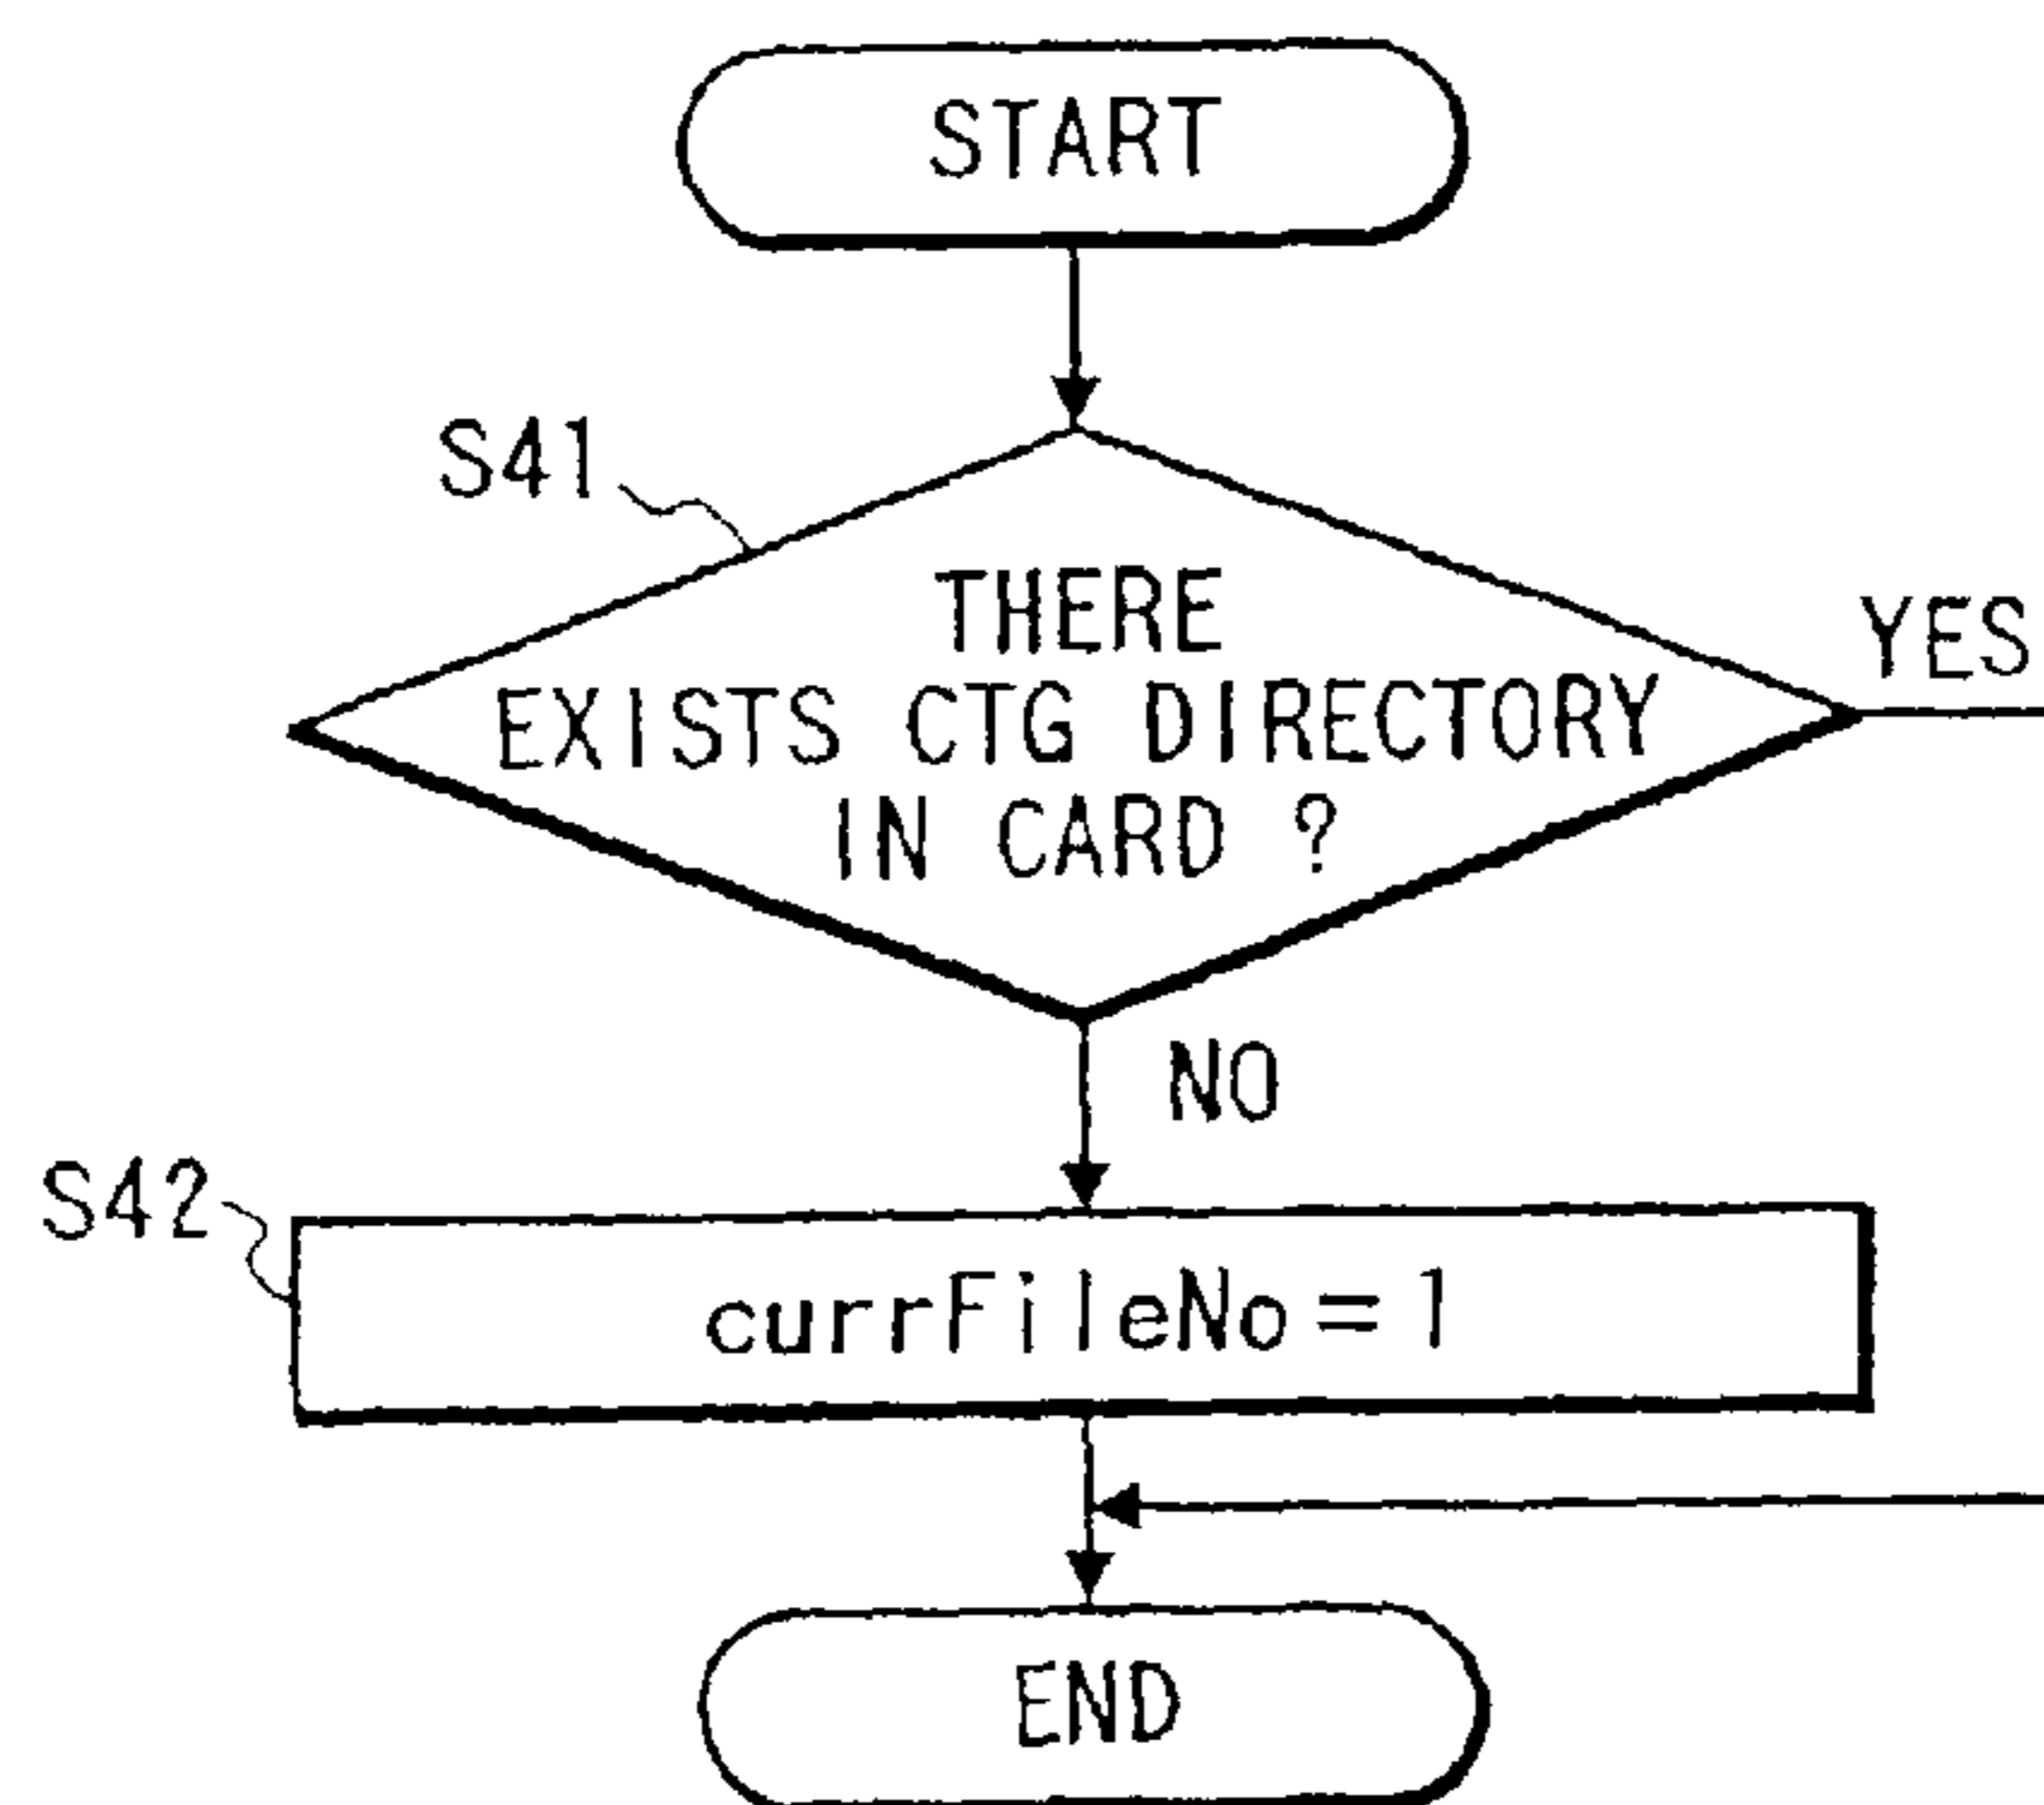 START
S41
THERE
EXISTS CTG DIRECTORY
IN CARD ?
YES
NO
S42
currFileNo=1
END